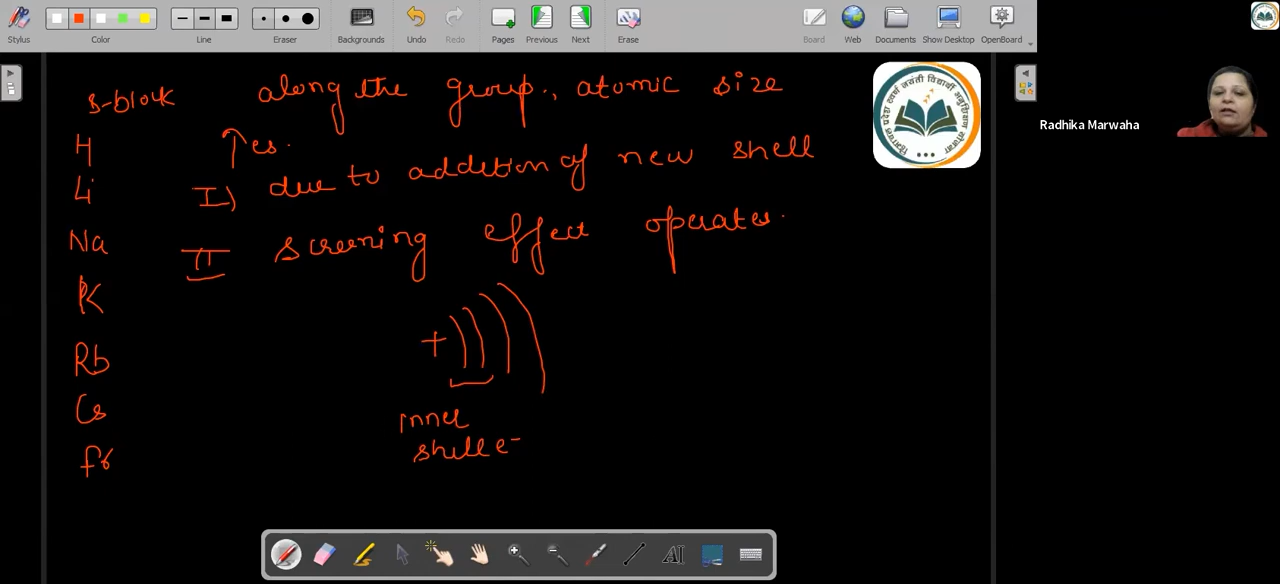 Stylus
Color
Line
Eraser
Backgrounds
Undo
Redo
Pages
Previous
Next
Erase
Board
Web
Documents
Show Desktop
OpenBoard
s-block along the group, atomic size
H ↑es.
Li I) due to addition of new shell
Na II screening effect operates.
K
Rb +
Cs inner
Fr shell e-
Radhika Marwaha
AI